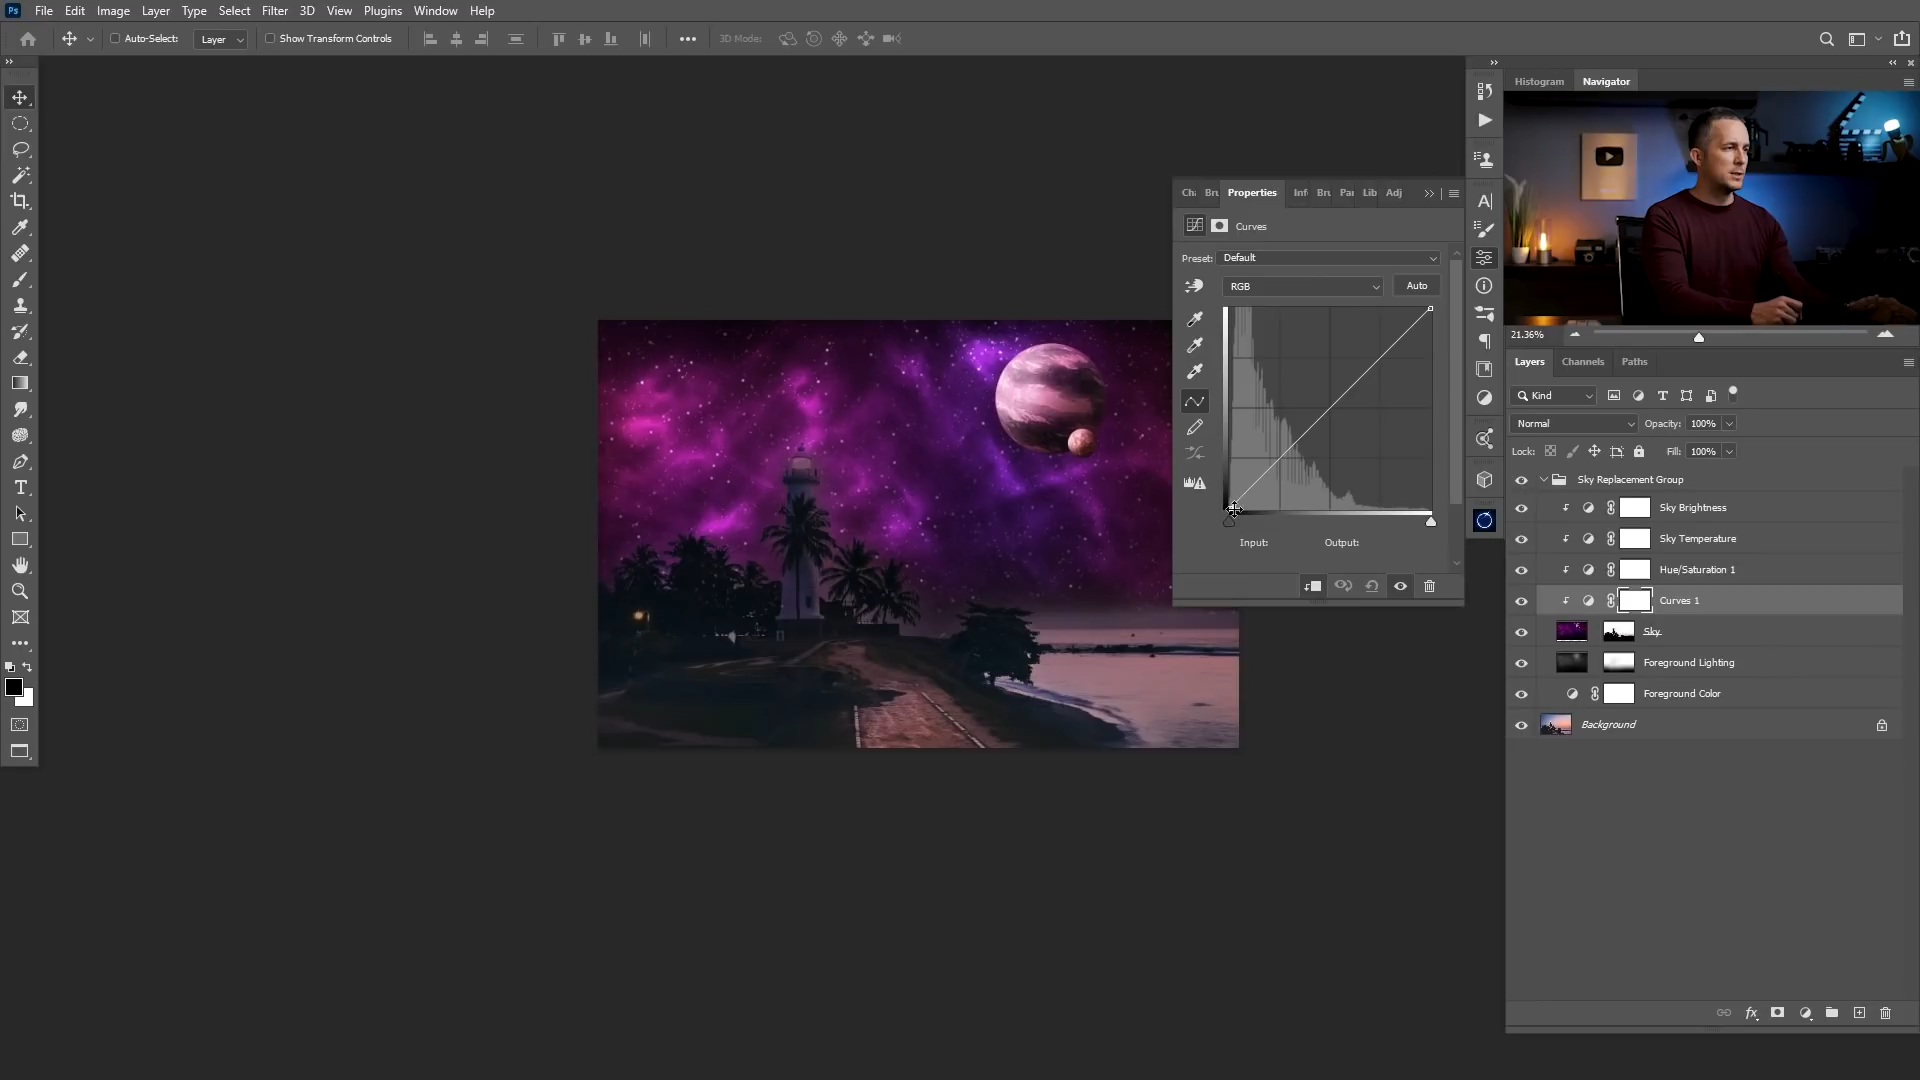 Ps File Edit Image Layer Type Select Filter 3D View Plugins Window Help
Auto-Select: Layer Show Transform Controls 3D Mode:
Histogram Navigator
Properties Inf Bru Par Lib Adj
Curves
Preset: Default
RGB Auto
Input: Output:
21.36%
Layers Channels Paths
Kind
Normal Opacity: 100%
Lock: Fill: 100%
Sky Replacement Group
Sky Brightness
Sky Temperature
Hue/Saturation 1
Curves 1
Sky
Foreground Lighting
Foreground Color
Background